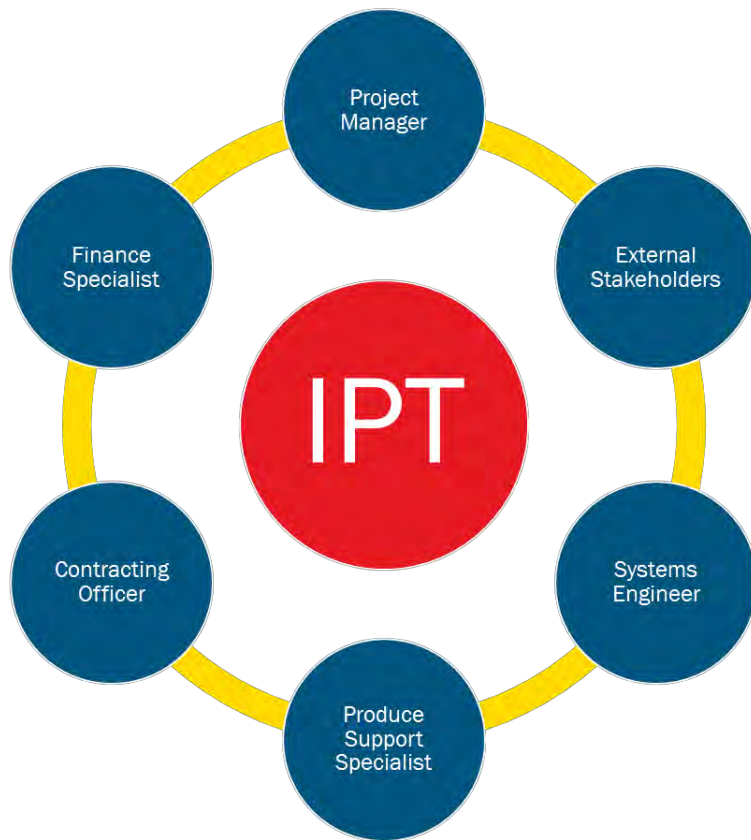 Project
Manager
External
Stakeholders
Systems
Engineer
Produce
Support
Specialist
Contracting
Officer
Finance
Specialist
IPT